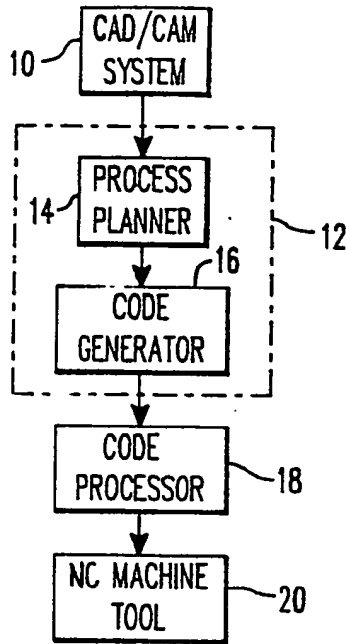 10
CAD/CAM
SYSTEM
14
PROCESS
PLANNER
12
16
CODE
GENERATOR
CODE
PROCESSOR
18
NC MACHINE
TOOL
20